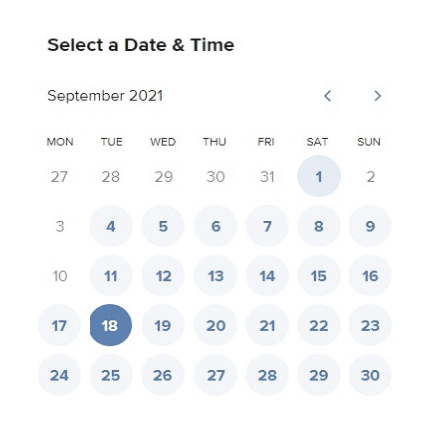 Select a Date & Time
September 2021
MON TUE WED THU FRI SAT SUN
27 28 29 30 31 1 2
3 4 5 6 7 8 9
10 11 12 13 14 15 16
17 18 19 20 21 22 23
24 25 26 27 28 29 30